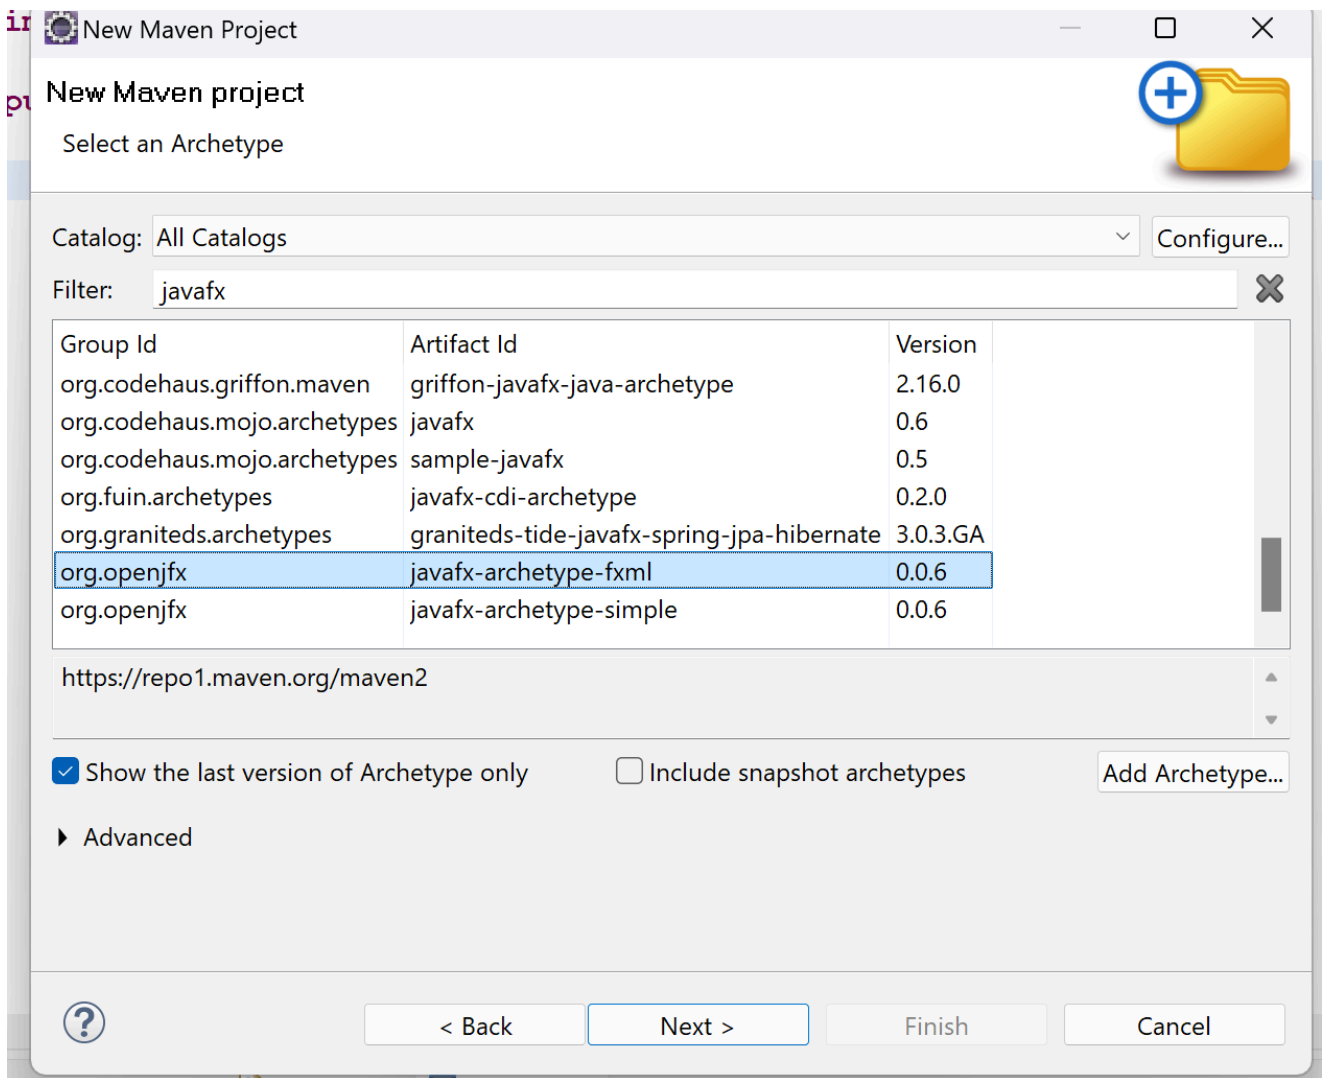 in
New Maven Project
New Maven project
pu
Select an Archetype
Catalog: All Catalogs Configure...
Filter: javafx
Group Id Artifact Id Version
org.codehaus.griffon.maven griffon-javafx-java-archetype 2.16.0
org.codehaus.mojo.archetypes javafx 0.6
org.codehaus.mojo.archetypes sample-javafx 0.5
org.fuin.archetypes javafx-cdi-archetype 0.2.0
org.graniteds.archetypes graniteds-tide-javafx-spring-jpa-hibernate 3.0.3.GA
org.openjfx javafx-archetype-fxml 0.0.6
org.openjfx javafx-archetype-simple 0.0.6
https://repo1.maven.org/maven2
Show the last version of Archetype only Include snapshot archetypes Add Archetype...
Advanced
? < Back Next > Finish Cancel